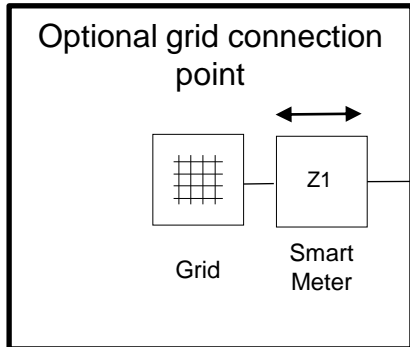 Optional grid connection
point
Z1
Grid
Smart
Meter